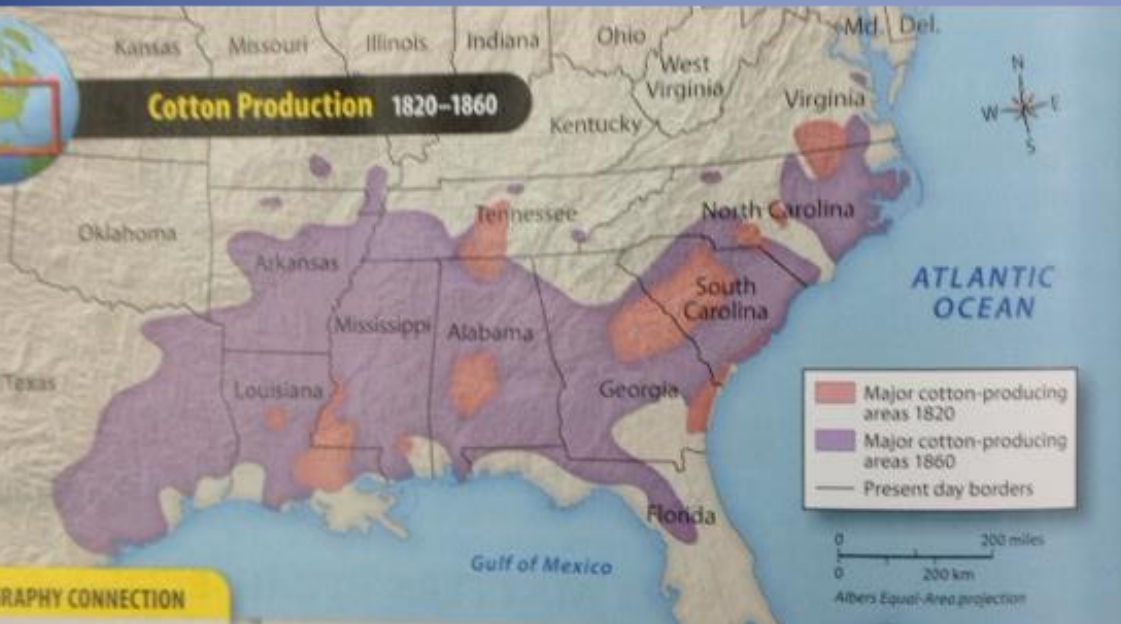 Kansas
Missouri
Illinois
Indiana
Ohio
Md.
Del.
West
Virginia
Cotton Production 1820–1860
Virginia
Kentucky
N
W
E
S
Tennessee
North Carolina
Oklahoma
Arkansas
South
Carolina
ATLANTIC
OCEAN
Mississippi
Alabama
Texas
Louisiana
Georgia
Major cotton-producing
areas 1820
Major cotton-producing
areas 1860
Present day borders
Florida
0
200 miles
0
200 km
Albers Equal-Area projection
Gulf of Mexico
RAPHY CONNECTION